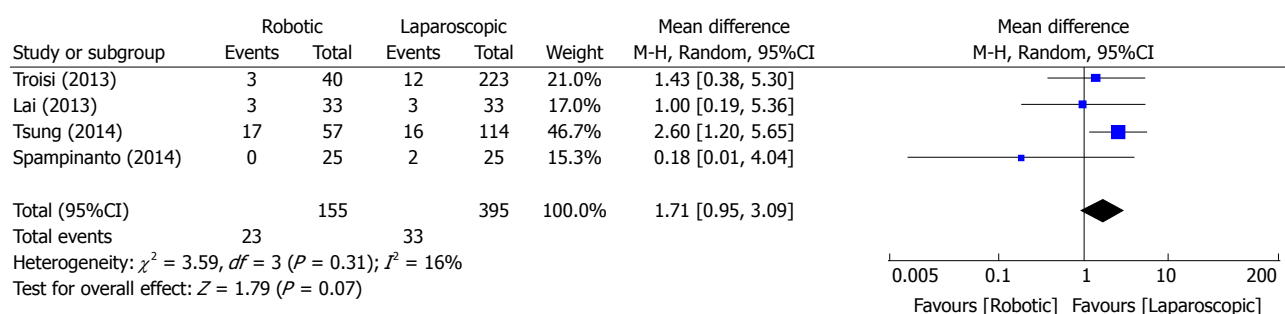 Robotic Laparoscopic Mean difference Mean difference
Study or subgroup Events Total Events Total Weight M-H, Random, 95%CI M-H, Random, 95%CI
Troisi (2013) 3 40 12 223 21.0% 1.43 [0.38, 5.30]
Lai (2013) 3 33 3 33 17.0% 1.00 [0.19, 5.36]
Tsung (2014) 17 57 16 114 46.7% 2.60 [1.20, 5.65]
Spampinanto (2014) 0 25 2 25 15.3% 0.18 [0.01, 4.04]
Total (95%CI) 155 395 100.0% 1.71 [0.95, 3.09]
Total events 23 33
Heterogeneity: χ² = 3.59, df = 3 (P = 0.31); I² = 16%
Test for overall effect: Z = 1.79 (P = 0.07)
0.005 0.1 1 10 200
Favours [Robotic] Favours [Laparoscopic]